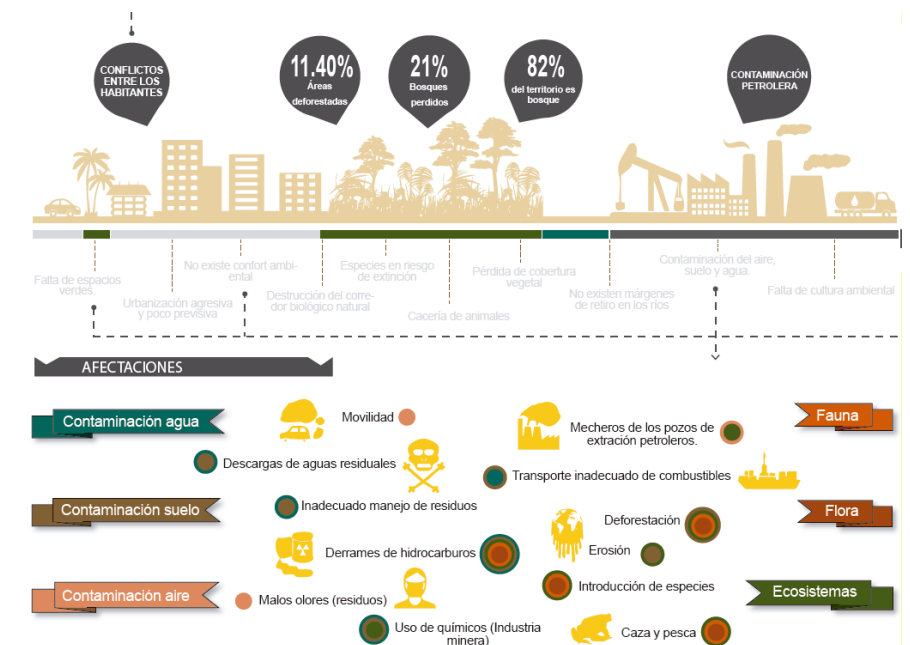 CONFLICTOS
ENTRE LOS
HABITANTES
11.40%
Áreas
deforestadas
21%
Bosques
perdidos
82%
del territorio es
bosque
CONTAMINACIÓN
PETROLERA
Falta de espacios
verdes.
Urbanización agresiva
y poco previsiva
No existe confort ambi-
ental
Destrucción del corre-
dor biológico natural
Especies en riesgo
de extinción
Cacería de animales
Pérdida de cobertura
vegetal
No existen márgenes
de retiro en los ríos
Contaminación del aire,
suelo y agua.
Falta de cultura ambiental
AFECTACIONES
Contaminación agua
Contaminación suelo
Contaminación aire
Movilidad
Descargas de aguas residuales
Inadecuado manejo de residuos
Derrames de hidrocarburos
Malos olores (residuos)
Uso de químicos (Industria
minera)
Mecheros de los pozos de
extración petroleros.
Transporte inadecuado de combustibles
Deforestación
Erosión
Introducción de especies
Caza y pesca
Fauna
Flora
Ecosistemas